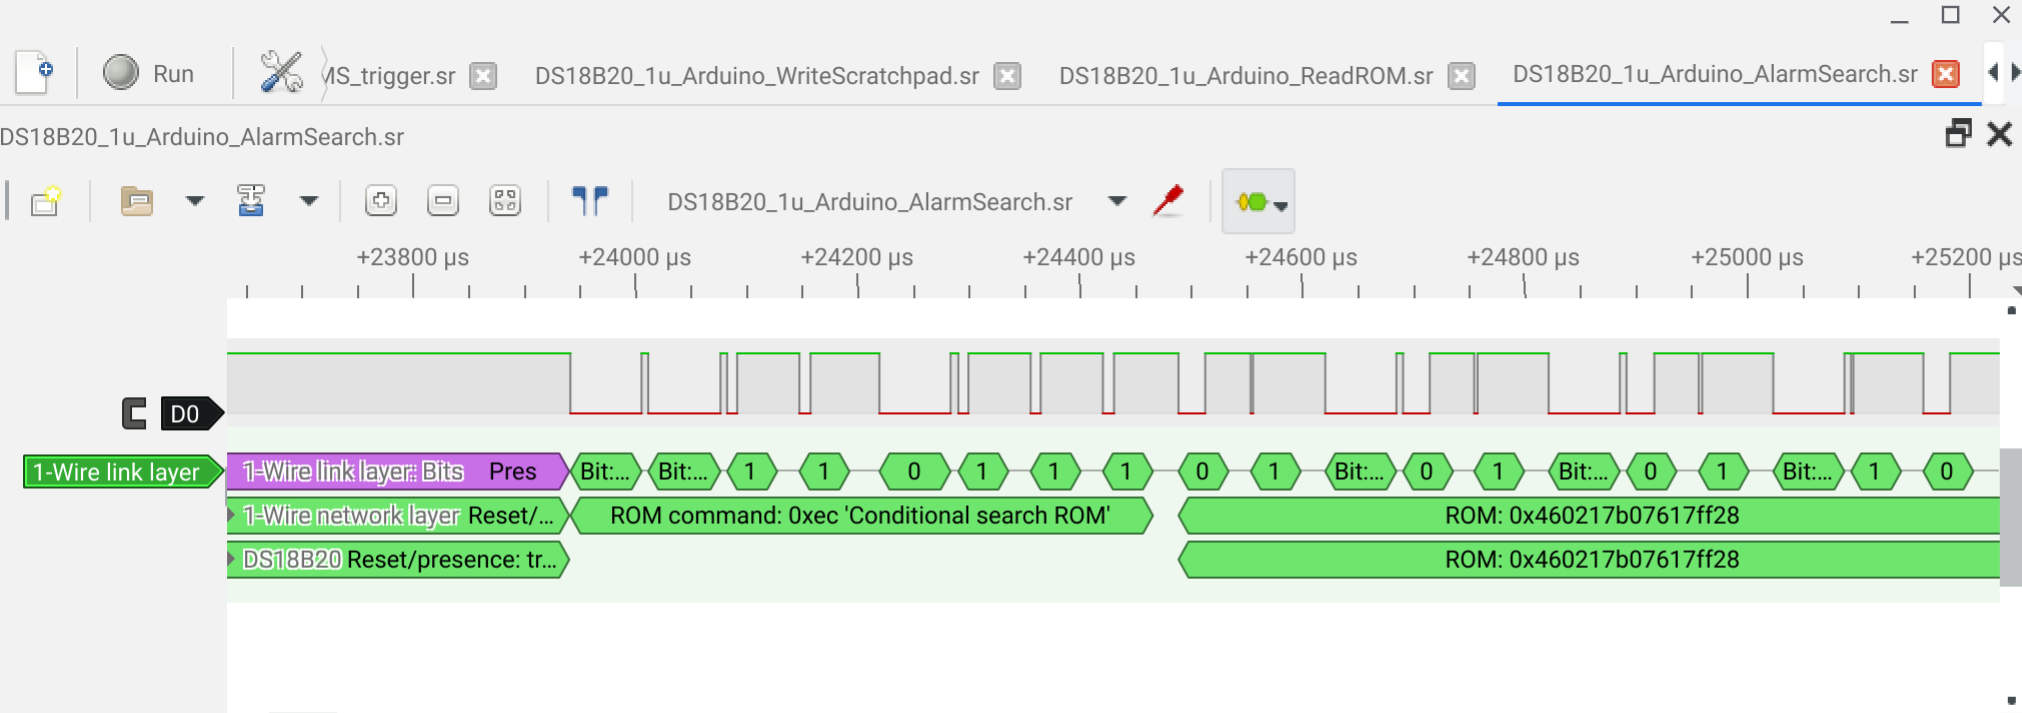 Run
MS_trigger.sr
DS18B20_1u_Arduino_WriteScratchpad.sr
DS18B20_1u_Arduino_ReadROM.sr
DS18B20_1u_Arduino_AlarmSearch.sr
DS18B20_1u_Arduino_AlarmSearch.sr
DS18B20_1u_Arduino_AlarmSearch.sr
+23800 µs +24000 µs +24200 µs +24400 µs +24600 µs +24800 µs +25000 µs +25200 µs
D0
1-Wire link layer
1-Wire link layer: Bits Pres Bit:... Bit:... 1 1 0 1 1 1 0 1 Bit:... 0 1 Bit:... 0 1 Bit:... 1 0
1-Wire network layer Reset/... ROM command: 0xec 'Conditional search ROM' ROM: 0x460217b07617ff28
DS18B20 Reset/presence: tr... ROM: 0x460217b07617ff28